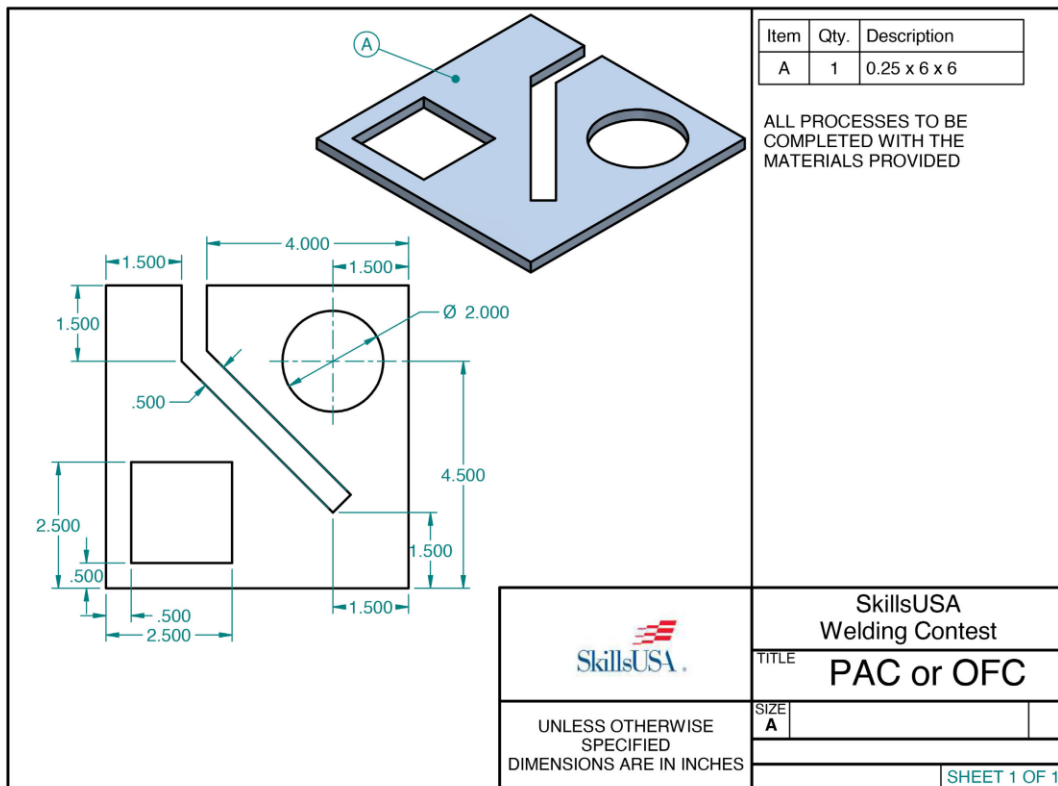 A
Item Qty. Description
A 1 0.25 x 6 x 6
ALL PROCESSES TO BE
COMPLETED WITH THE
MATERIALS PROVIDED
4.000
1.500
1.500
1.500
Ø 2.000
.500
4.500
2.500
1.500
.500
.500
1.500
2.500
SkillsUSA®
UNLESS OTHERWISE
SPECIFIED
DIMENSIONS ARE IN INCHES
SkillsUSA
Welding Contest
TITLE
PAC or OFC
SIZE
A
SHEET 1 OF 1